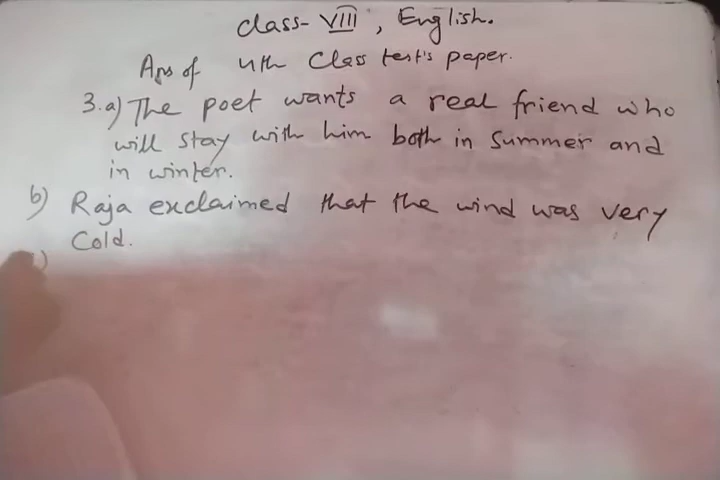 class- VIII, English.
Ans of 4th Class test's paper.
3.a) The poet wants a real friend who
will stay with him both in Summer and
in winter.
b) Raja exclaimed that the wind was very
Cold.
)